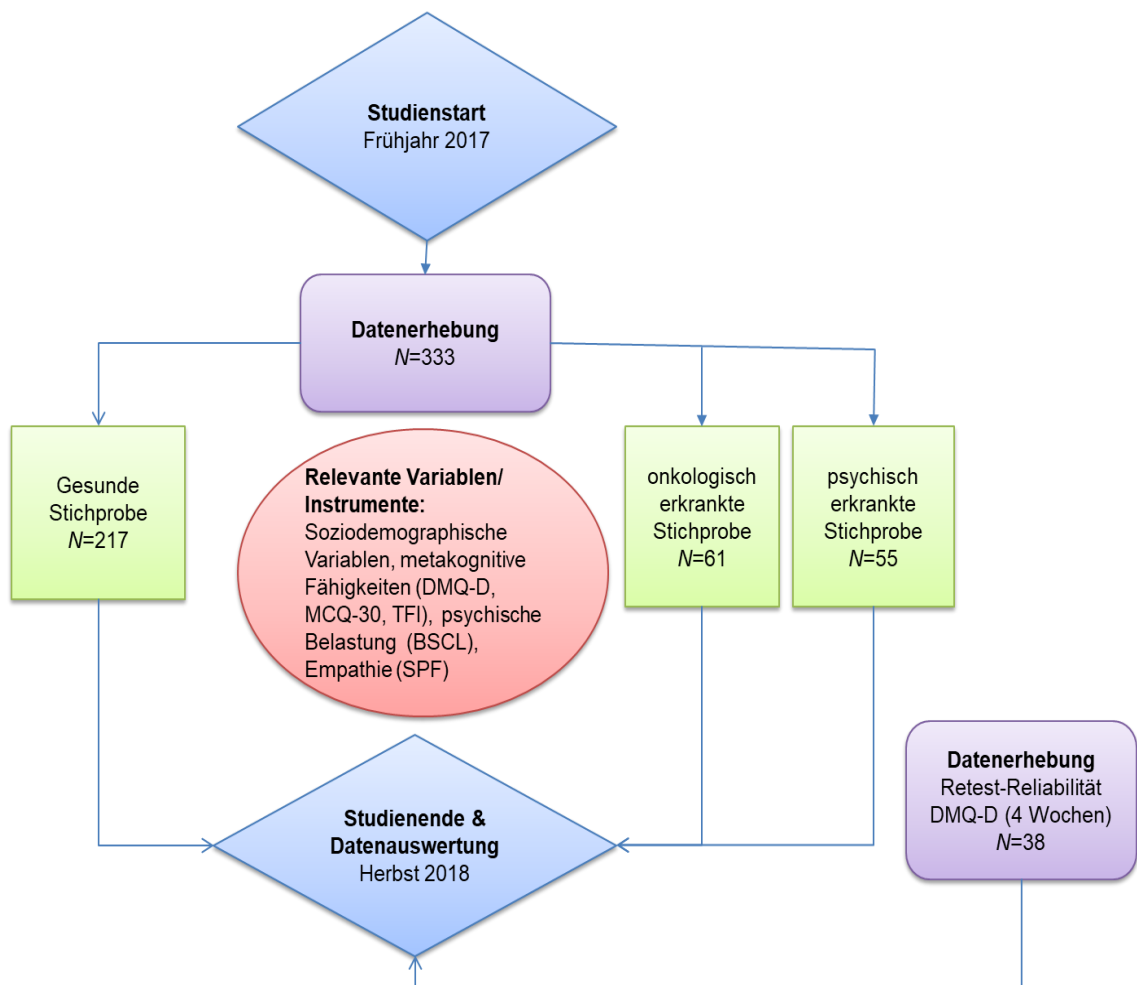 Studienstart
Frühjahr 2017
Datenerhebung
N=333
Gesunde
Stichprobe
N=217
Relevante Variablen/
Instrumente:
Soziodemographische
Variablen, metakognitive
Fähigkeiten (DMQ-D,
MCQ-30, TFI), psychische
Belastung (BSCL),
Empathie (SPF)
onkologisch
erkrankte
Stichprobe
N=61
psychisch
erkrankte
Stichprobe
N=55
Studienende &
Datenauswertung
Herbst 2018
Datenerhebung
Retest-Reliabilität
DMQ-D (4 Wochen)
N=38